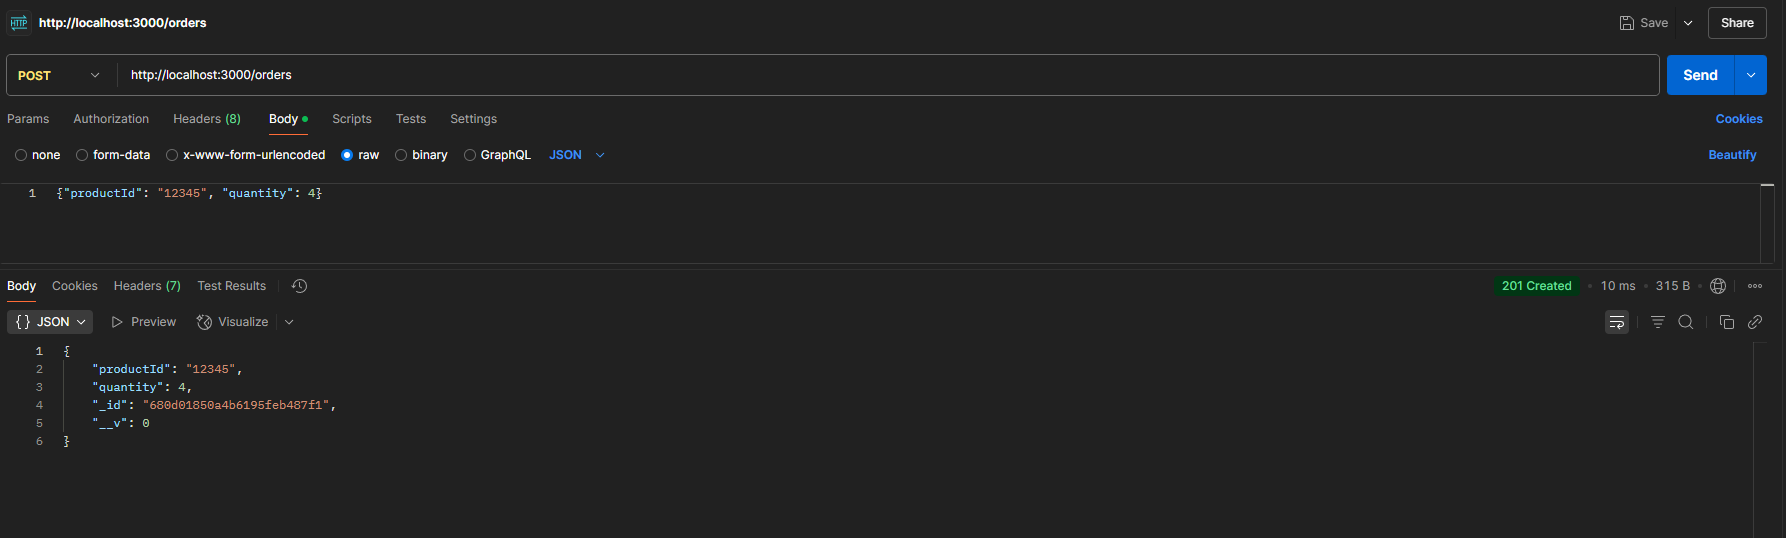 HTTP http://localhost:3000/orders Save Share
POST http://localhost:3000/orders Send
Params Authorization Headers (8) Body Scripts Tests Settings Cookies
none form-data x-www-form-urlencoded raw binary GraphQL JSON Beautify
1 {"productId": "12345", "quantity": 4}
Body Cookies Headers (7) Test Results 201 Created • 10 ms • 315 B •
{} JSON Preview Visualize
1 {
2 "productId": "12345",
3 "quantity": 4,
4 "_id": "680d01850a4b6195feb487f1",
5 "__v": 0
6 }